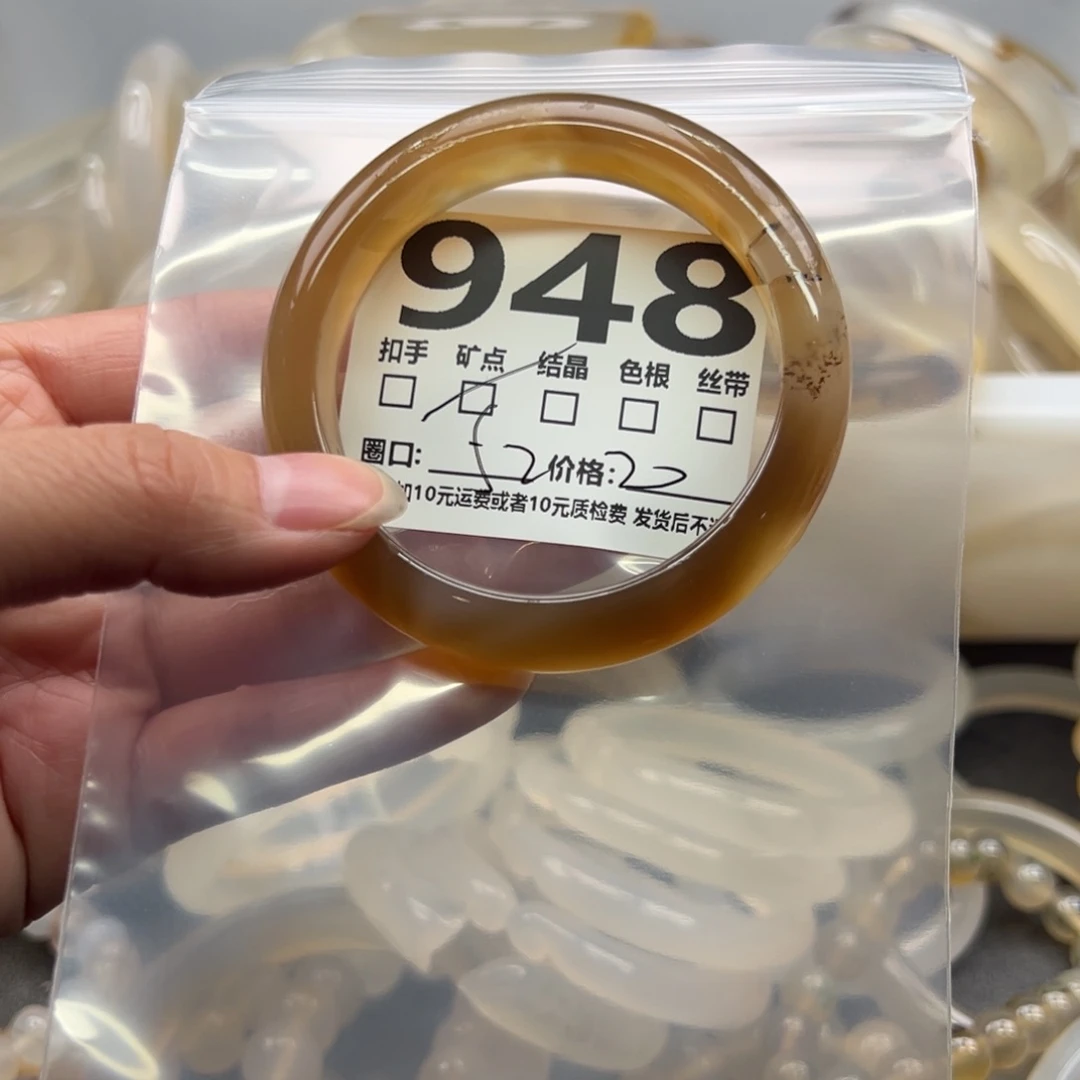 948
扣手 矿点 结晶 色根 丝带
圈口: 价格:22
10元运费或者10元质检费 发货后不